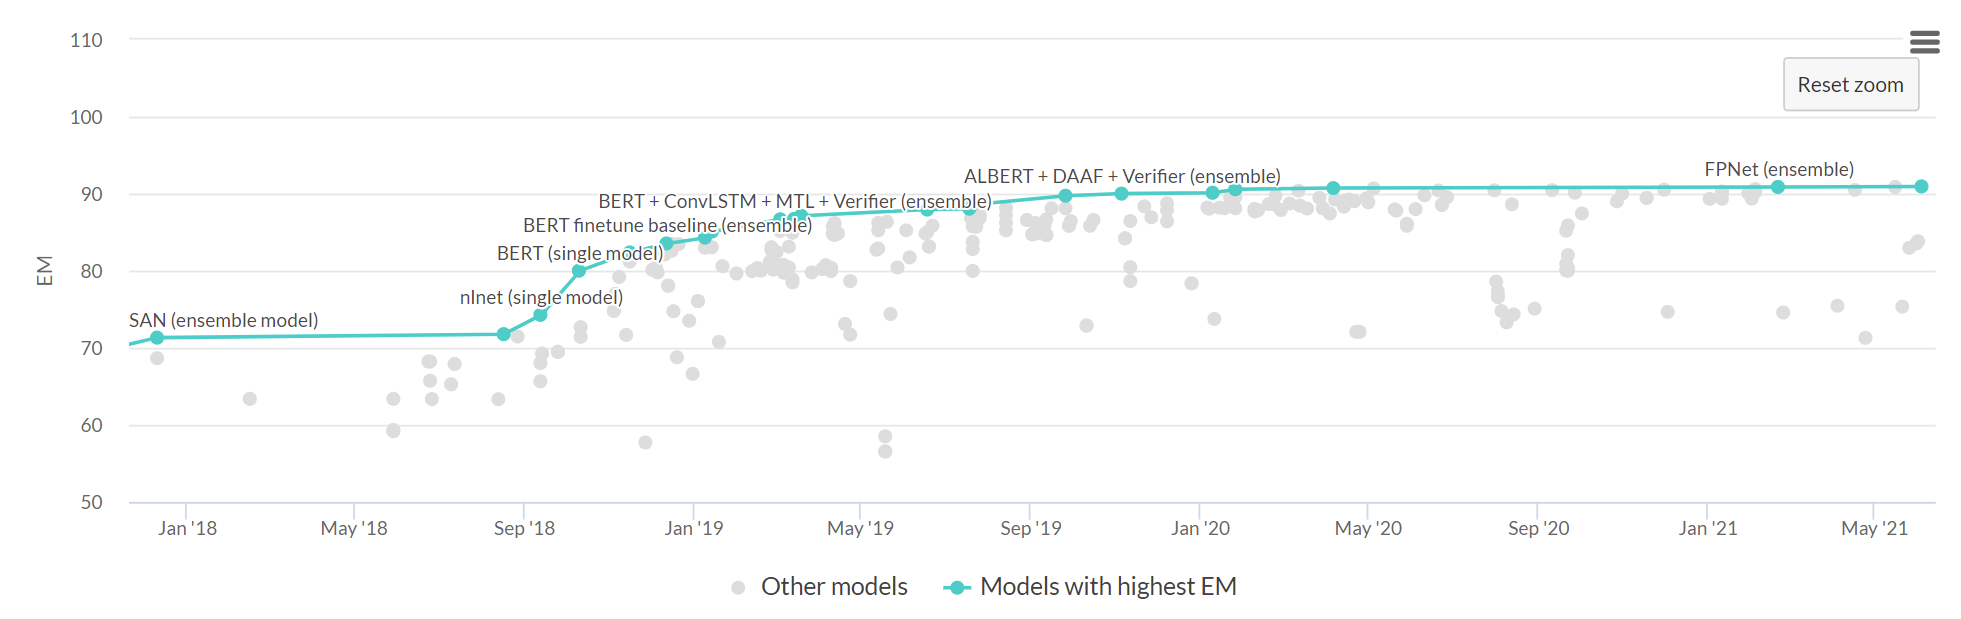 110
Reset zoom
100
ALBERT + DAAF + Verifier (ensemble)
FPNet (ensemble)
90
BERT + ConvLSTM + MTL + Verifier (ensemble)
BERT finetune baseline (ensemble)
BERT (single model)
80
EM
nlnet (single model)
SAN (ensemble model)
70
60
50
Jan '18 May '18 Sep '18 Jan '19 May '19 Sep '19 Jan '20 May '20 Sep '20 Jan '21 May '21
Other models Models with highest EM